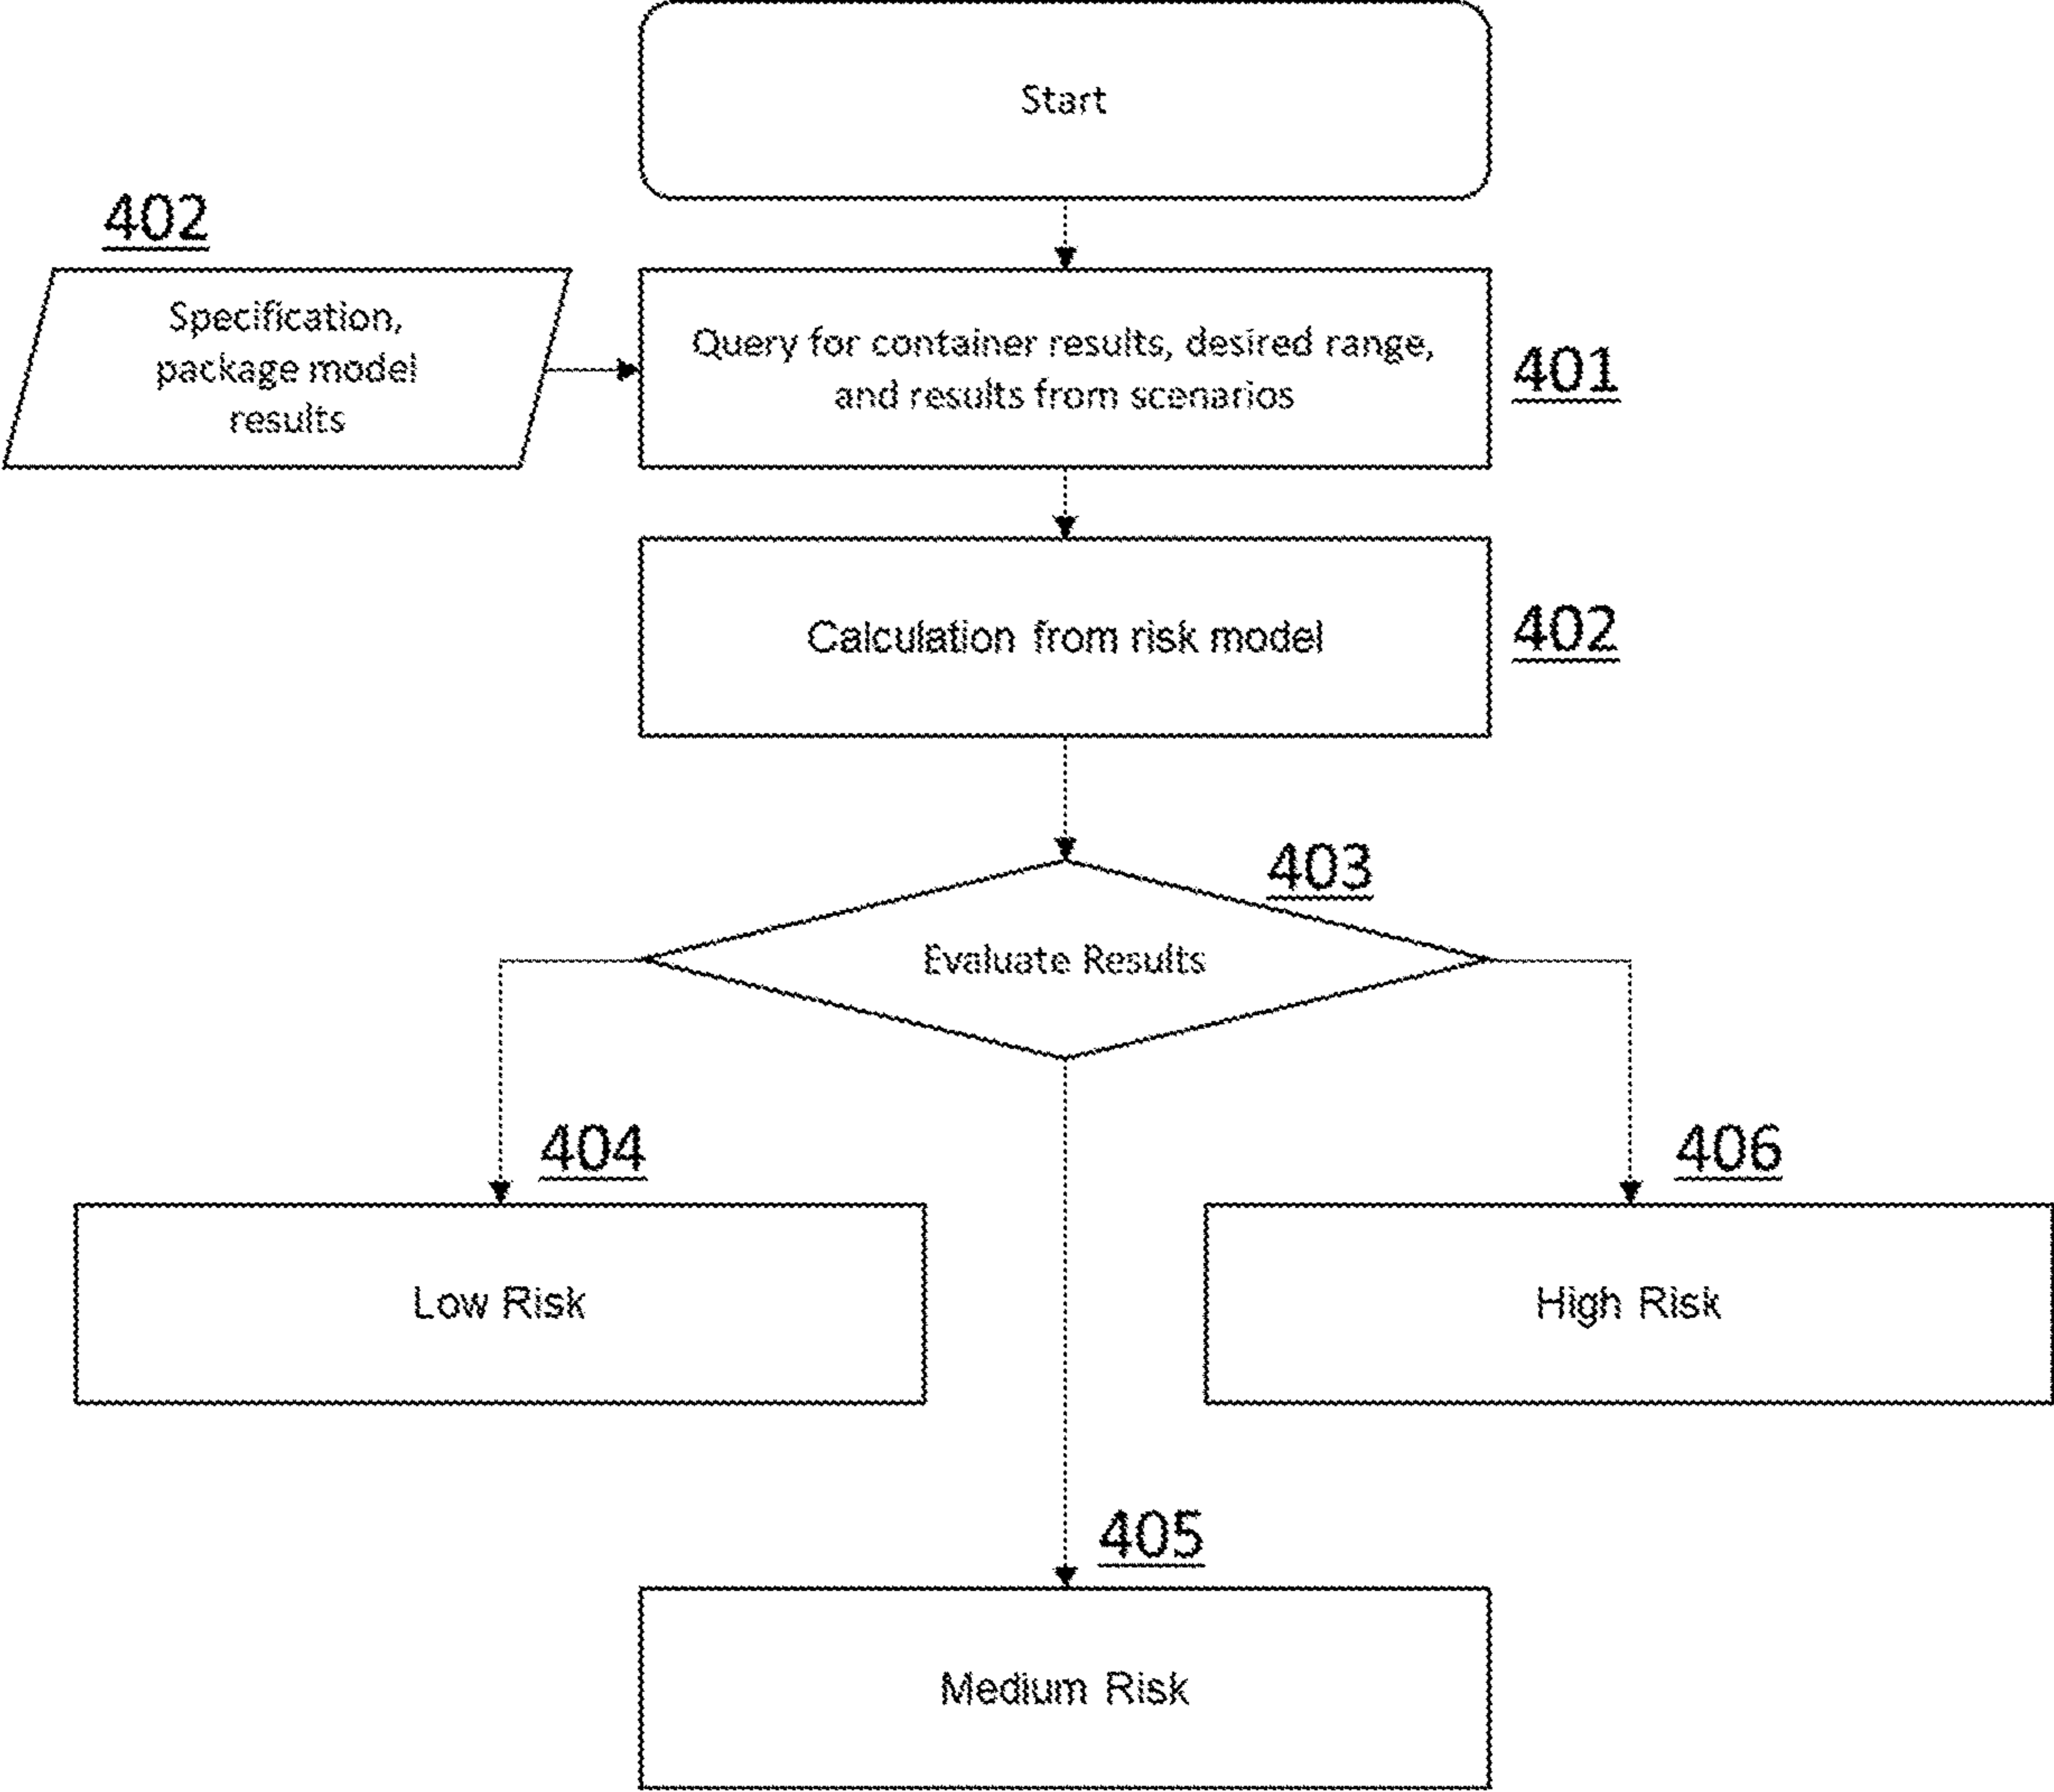 Start
402
Specification,
package model
results
Query for container results, desired range,
and results from scenarios
401
Calculation from risk model
402
403
Evaluate Results
404
Low Risk
406
High Risk
405
Medium Risk